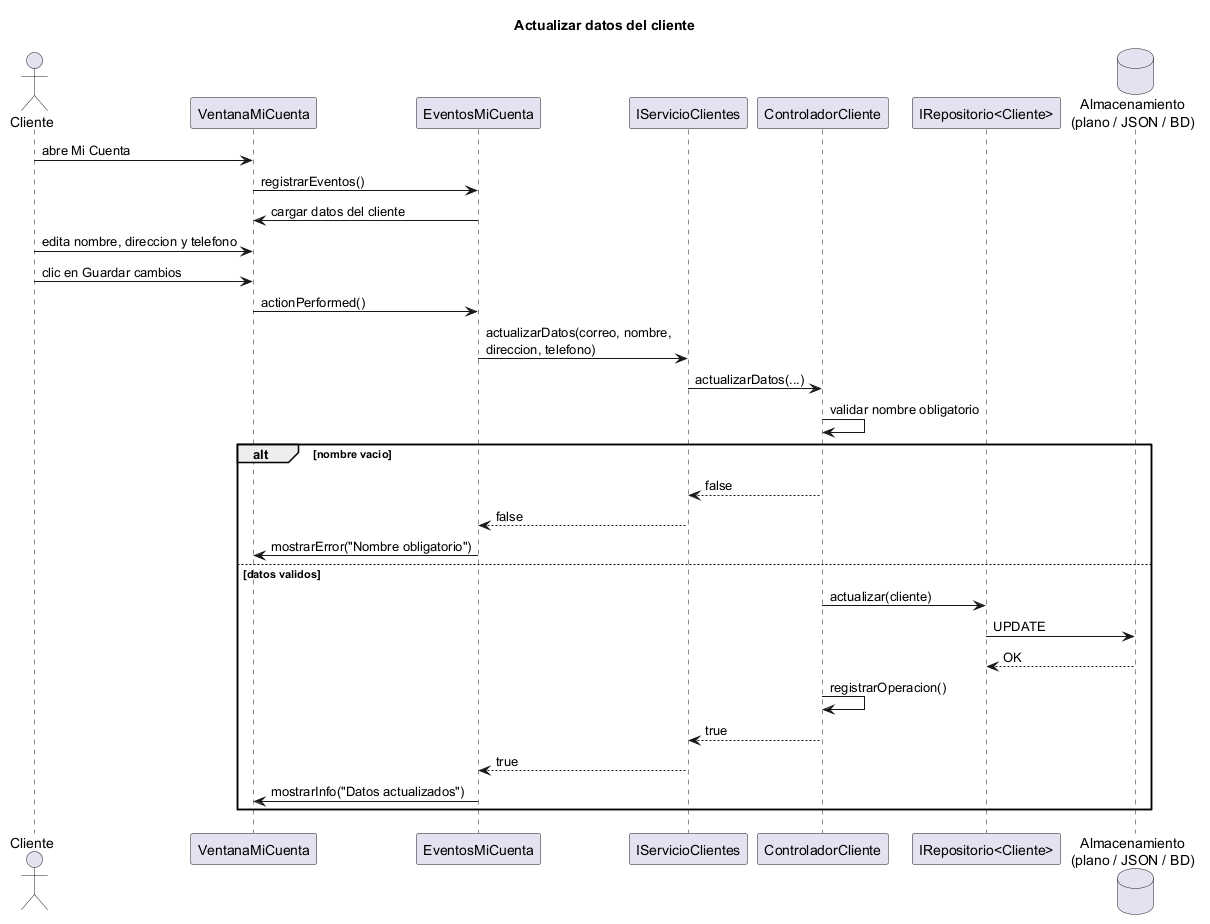 Actualizar datos del cliente
Cliente
VentanaMiCuenta
EventosMiCuenta
IServicioClientes
ControladorCliente
IRepositorio<Cliente>
Almacenamiento
(plano / JSON / BD)
abre Mi Cuenta
registrarEventos()
cargar datos del cliente
edita nombre, direccion y telefono
clic en Guardar cambios
actionPerformed()
actualizarDatos(correo, nombre,
direccion, telefono)
actualizarDatos(...)
validar nombre obligatorio
alt
[nombre vacio]
false
false
mostrarError("Nombre obligatorio")
[datos validos]
actualizar(cliente)
UPDATE
OK
registrarOperacion()
true
true
mostrarInfo("Datos actualizados")
Cliente
VentanaMiCuenta
EventosMiCuenta
IServicioClientes
ControladorCliente
IRepositorio<Cliente>
Almacenamiento
(plano / JSON / BD)